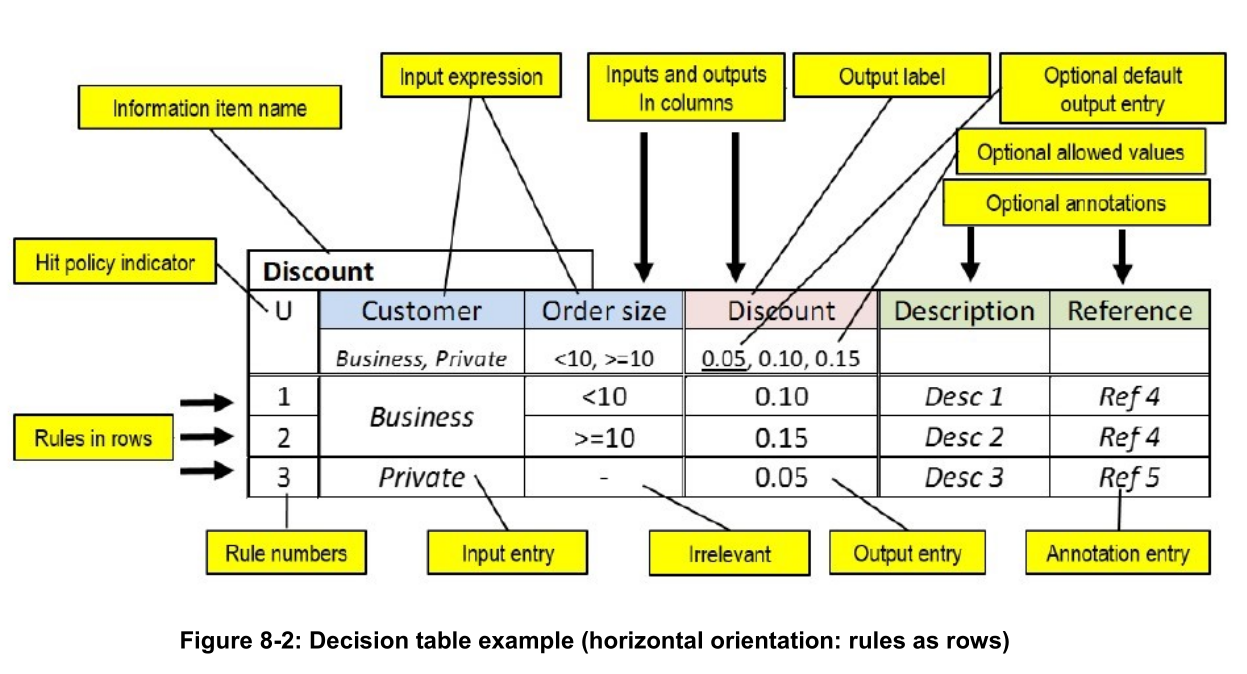 Input expression
Inputs and outputs
In columns
Output label
Optional default
output entry
Information item name
Optional allowed values
Optional annotations
Hit policy indicator
Discount
U Customer Order size Discount Description Reference
Business, Private <10, >=10 0.05, 0.10, 0.15
Rules in rows
1 Business <10 0.10 Desc 1 Ref 4
2 >=10 0.15 Desc 2 Ref 4
3 Private - 0.05 Desc 3 Ref 5
Rule numbers
Input entry
Irrelevant
Output entry
Annotation entry
Figure 8-2: Decision table example (horizontal orientation: rules as rows)